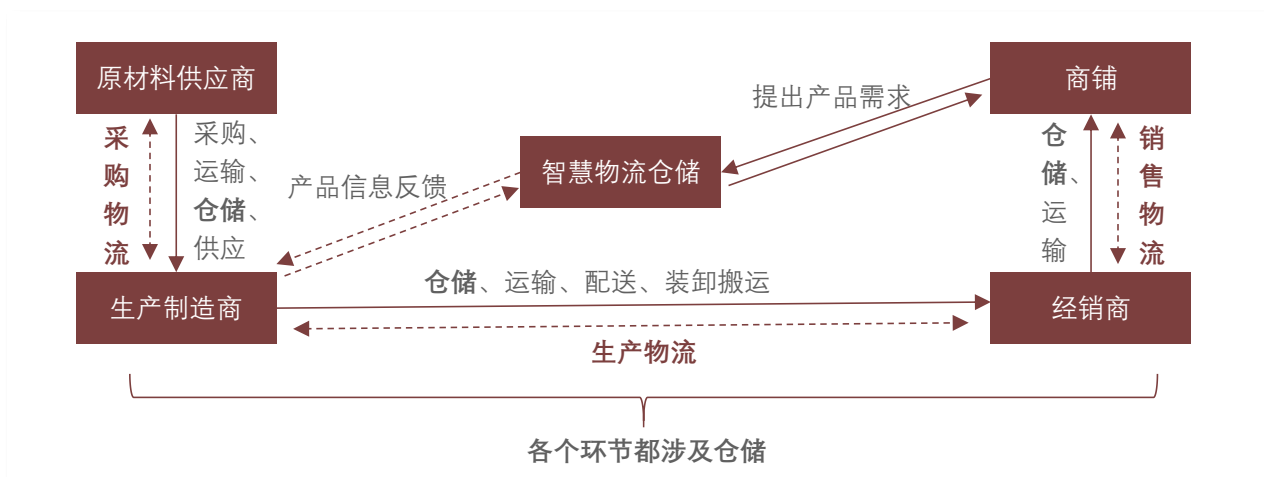 原材料供应商
商铺
提出产品需求
采购物流
采购、
运输、
仓储、
供应
智慧物流仓储
产品信息反馈
仓储、运输
销售物流
生产制造商
仓储、运输、配送、装卸搬运
经销商
生产物流
各个环节都涉及仓储